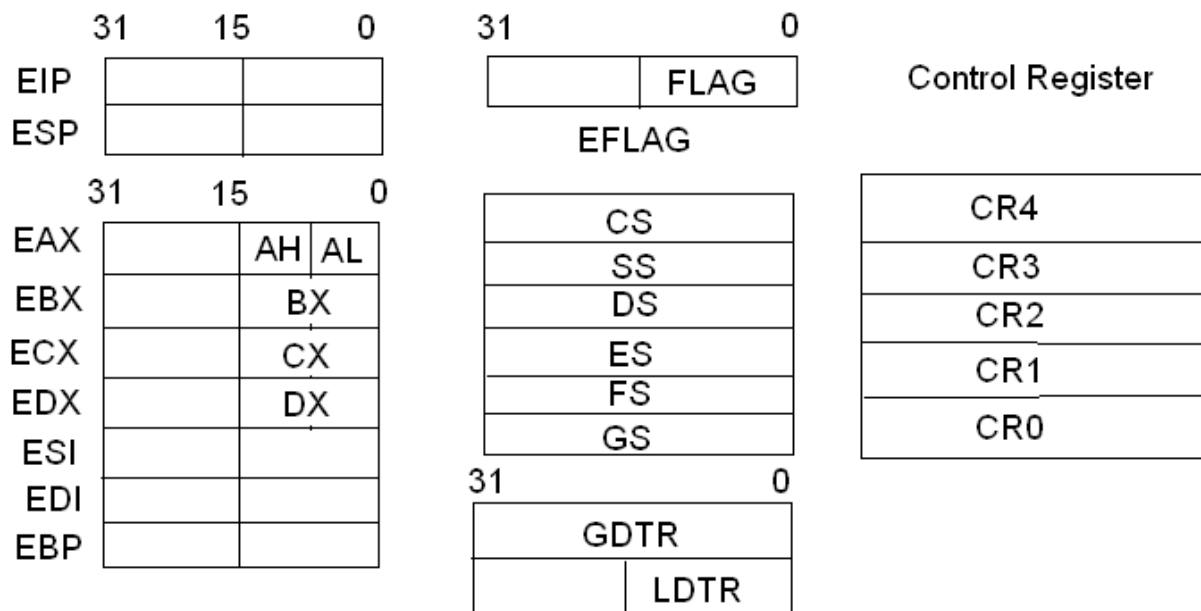 31 15 0
EIP
ESP
31 15 0
EAX AH AL
EBX BX
ECX CX
EDX DX
ESI
EDI
EBP
31 0
FLAG
EFLAG
CS
SS
DS
ES
FS
GS
31 0
GDTR
LDTR
Control Register
CR4
CR3
CR2
CR1
CR0